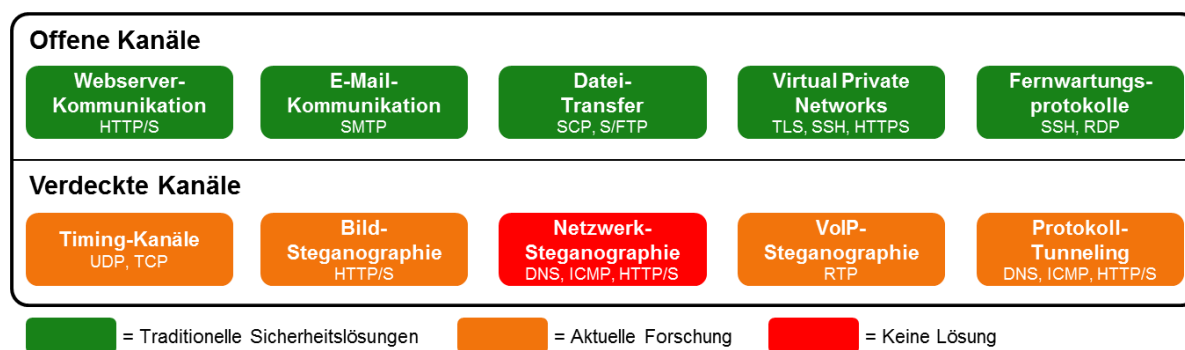 Offene Kanäle
Webserver-
Kommunikation
HTTP/S
E-Mail-
Kommunikation
SMTP
Datei-
Transfer
SCP, S/FTP
Virtual Private
Networks
TLS, SSH, HTTPS
Fernwartungs-
protokolle
SSH, RDP
Verdeckte Kanäle
Timing-Kanäle
UDP, TCP
Bild-
Steganographie
HTTP/S
Netzwerk-
Steganographie
DNS, ICMP, HTTP/S
VoIP-
Steganographie
RTP
Protokoll-
Tunneling
DNS, ICMP, HTTP/S
= Traditionelle Sicherheitslösungen
= Aktuelle Forschung
= Keine Lösung